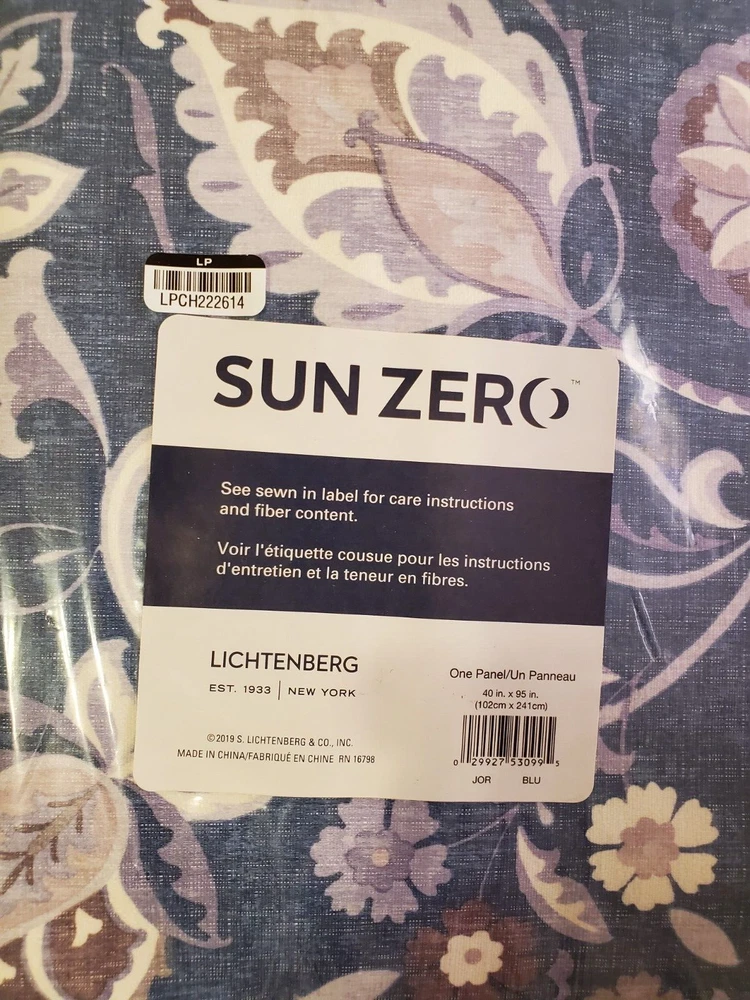 LP
LPCH222614
SUN ZERO™
See sewn in label for care instructions
and fiber content.
Voir l'étiquette cousue pour les instructions
d'entretien et la teneur en fibres.
LICHTENBERG
EST. 1933 | NEW YORK
©2019 S. LICHTENBERG & CO., INC.
MADE IN CHINA/FABRIQUÉ EN CHINE RN 16798
One Panel/Un Panneau
40 in. x 95 in.
(102cm x 241cm)
0 29927 53099 5
JOR BLU